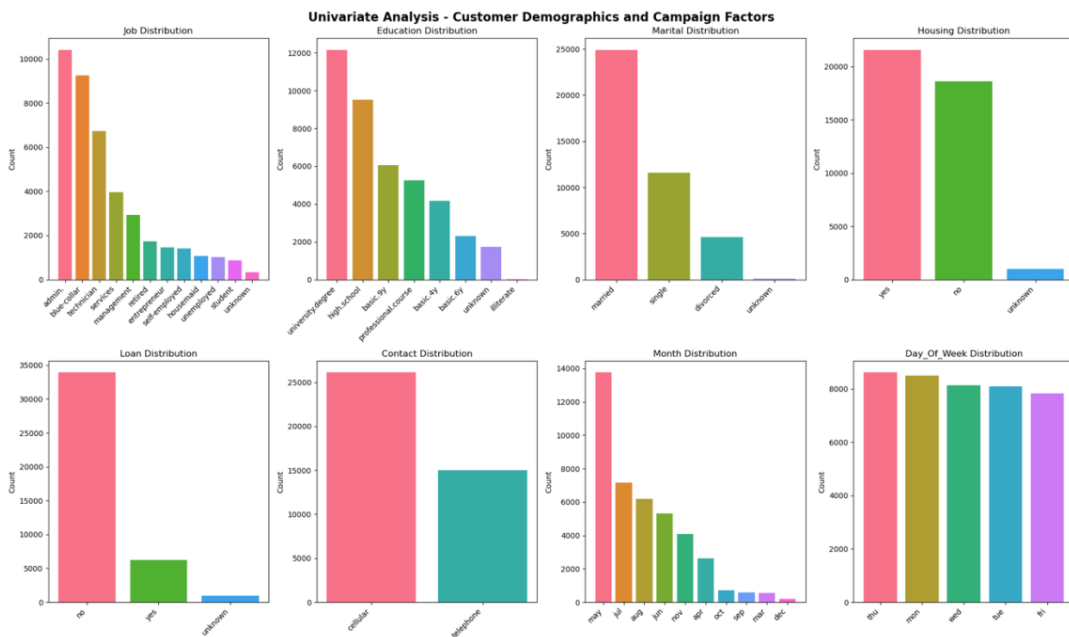 Univariate Analysis - Customer Demographics and Campaign Factors
Job Distribution
Count
10000
8000
6000
4000
2000
0
admin.
blue-collar
technician
services
management
retired
entrepreneur
self-employed
housemaid
unemployed
student
unknown
Education Distribution
Count
12000
10000
8000
6000
4000
2000
0
university.degree
high.school
basic.9y
professional.course
basic.4y
basic.6y
unknown
illiterate
Marital Distribution
Count
25000
20000
15000
10000
5000
0
married
single
divorced
unknown
Housing Distribution
Count
20000
15000
10000
5000
0
yes
no
unknown
Loan Distribution
Count
35000
30000
25000
20000
15000
10000
5000
0
no
yes
unknown
Contact Distribution
Count
25000
20000
15000
10000
5000
0
cellular
telephone
Month Distribution
Count
14000
12000
10000
8000
6000
4000
2000
0
may
jul
aug
jun
nov
apr
oct
sep
mar
dec
Day_Of_Week Distribution
Count
8000
6000
4000
2000
0
thu
mon
wed
tue
fri